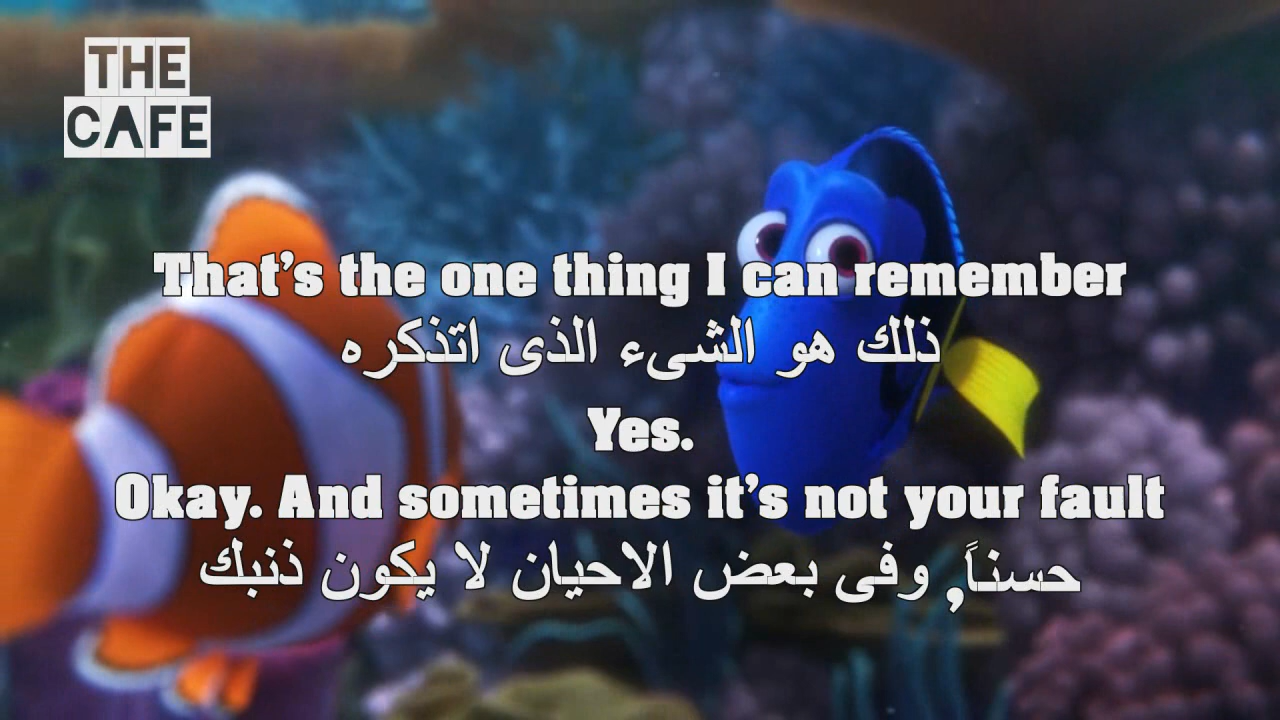 THE
CAFE
That's the one thing I can remember
ذلك هو الشىء الذى اتذكره
Yes.
Okay. And sometimes it's not your fault
حسناً, وفى بعض الاحيان لا يكون ذنبك